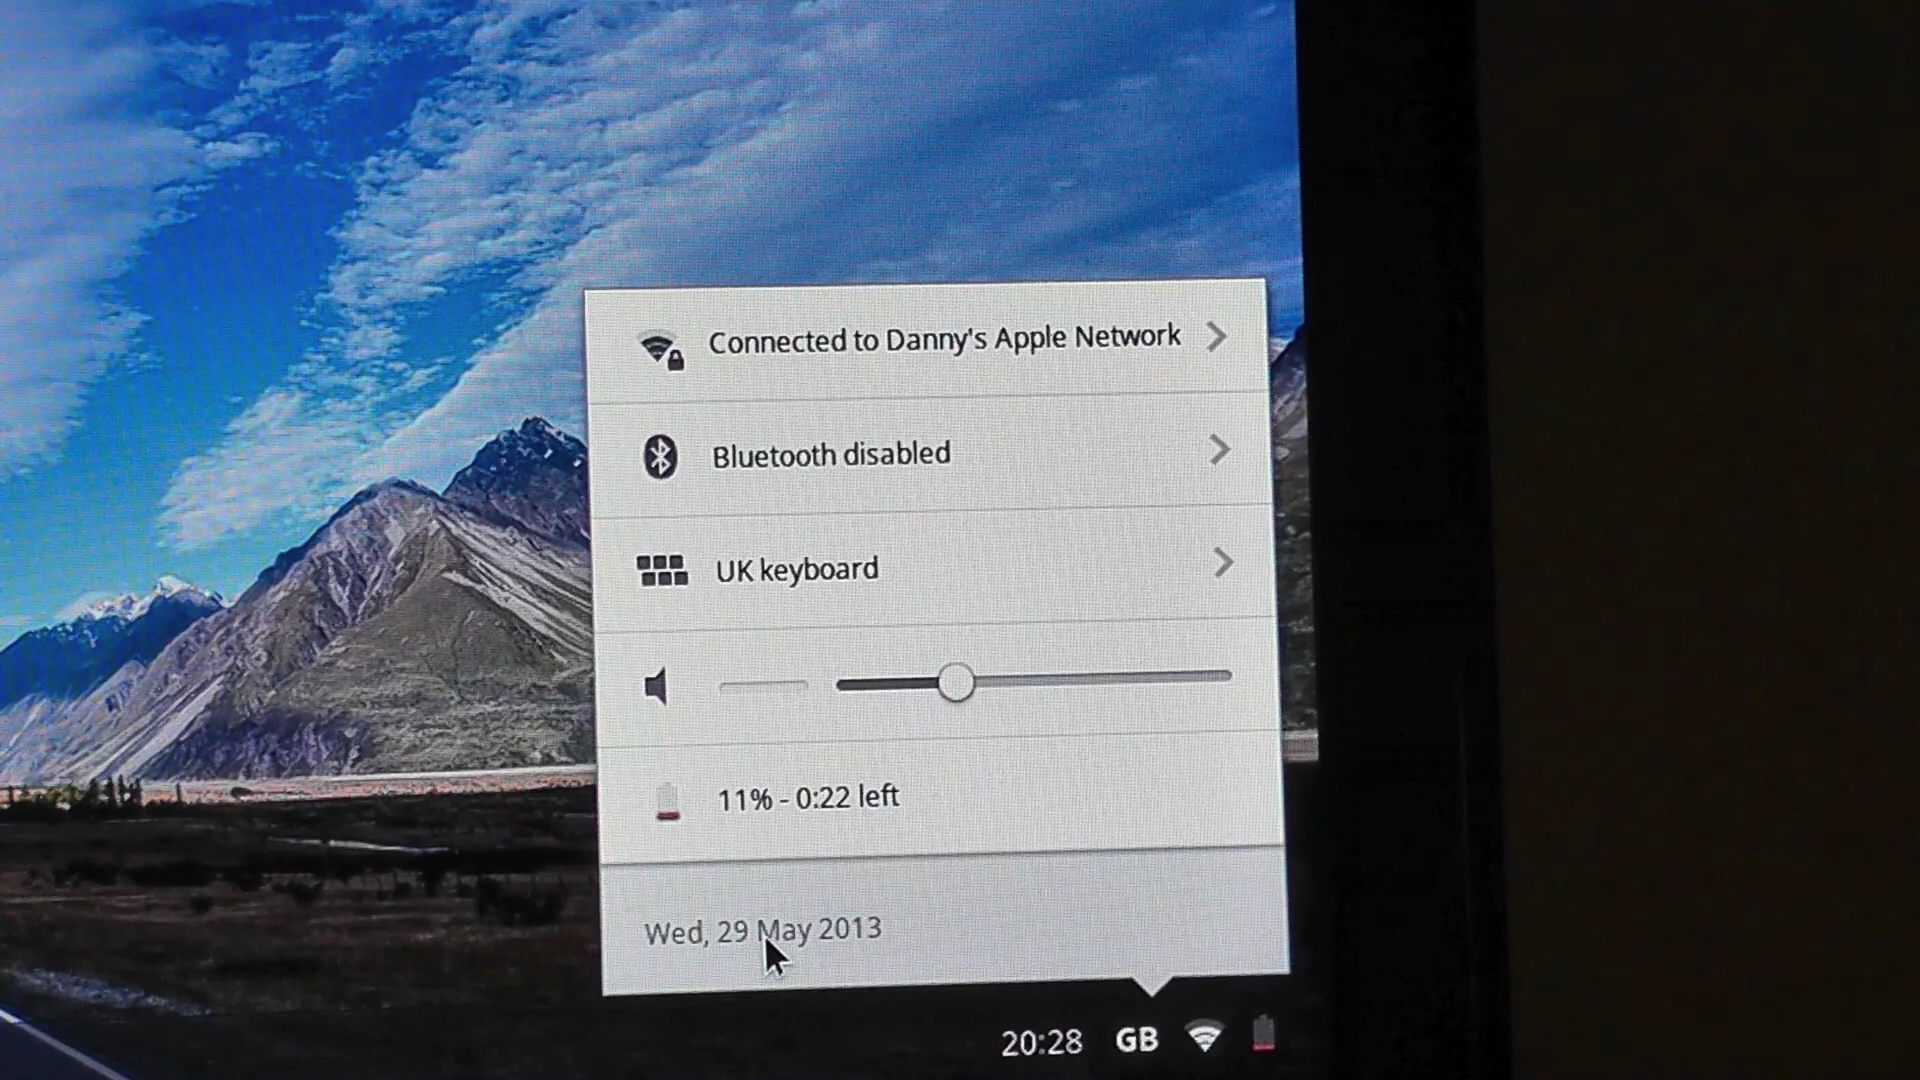 Connected to Danny's Apple Network
Bluetooth disabled
UK keyboard
11% - 0:22 left
Wed, 29 May 2013
20:28 GB